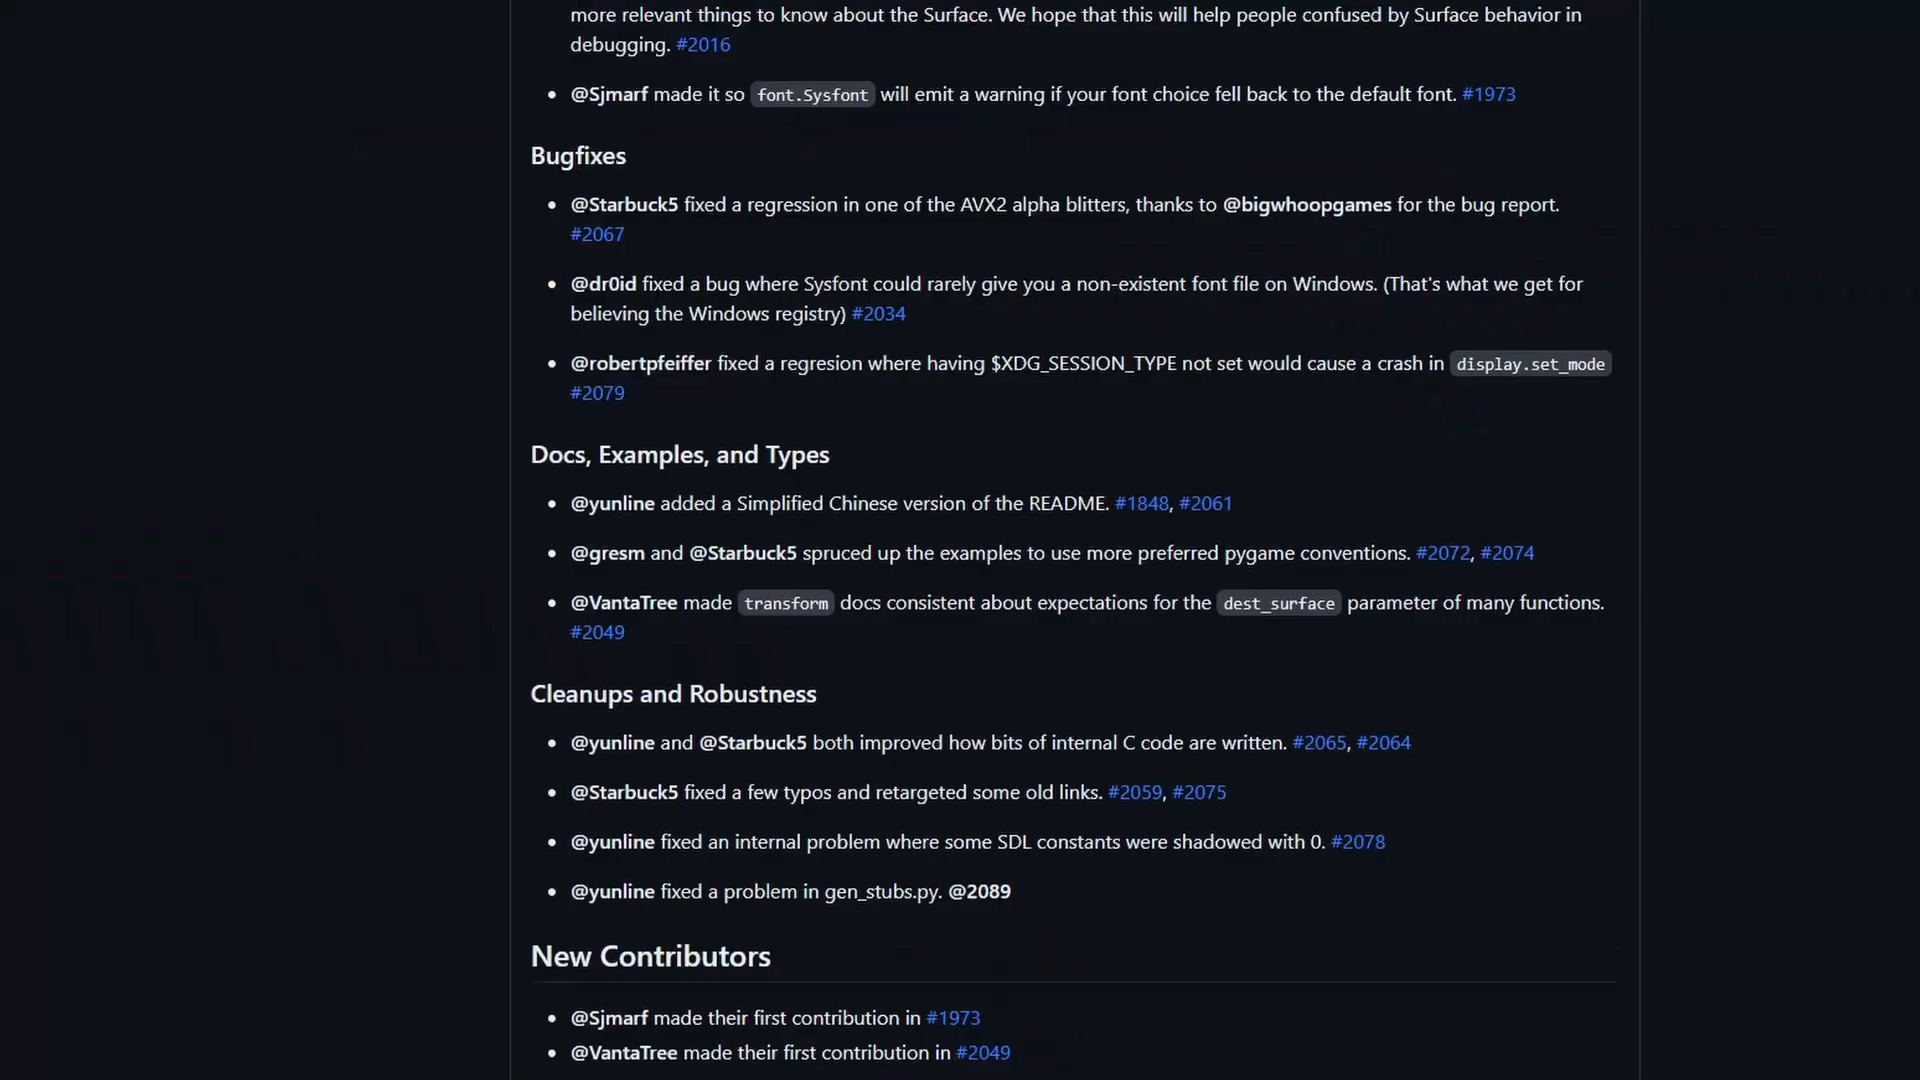 more relevant things to know about the Surface. We hope that this will help people confused by Surface behavior in
debugging. #2016
@Sjmarf made it so font.Sysfont will emit a warning if your font choice fell back to the default font. #1973
Bugfixes
@Starbuck5 fixed a regression in one of the AVX2 alpha blitters, thanks to @bigwhoopgames for the bug report.
#2067
@dr0id fixed a bug where Sysfont could rarely give you a non-existent font file on Windows. (That's what we get for
believing the Windows registry) #2034
@robertpfeiffer fixed a regresion where having $XDG_SESSION_TYPE not set would cause a crash in display.set_mode
#2079
Docs, Examples, and Types
@yunline added a Simplified Chinese version of the README. #1848, #2061
@gresm and @Starbuck5 spruced up the examples to use more preferred pygame conventions. #2072, #2074
@VantaTree made transform docs consistent about expectations for the dest_surface parameter of many functions.
#2049
Cleanups and Robustness
@yunline and @Starbuck5 both improved how bits of internal C code are written. #2065, #2064
@Starbuck5 fixed a few typos and retargeted some old links. #2059, #2075
@yunline fixed an internal problem where some SDL constants were shadowed with 0. #2078
@yunline fixed a problem in gen_stubs.py. @2089
New Contributors
@Sjmarf made their first contribution in #1973
@VantaTree made their first contribution in #2049